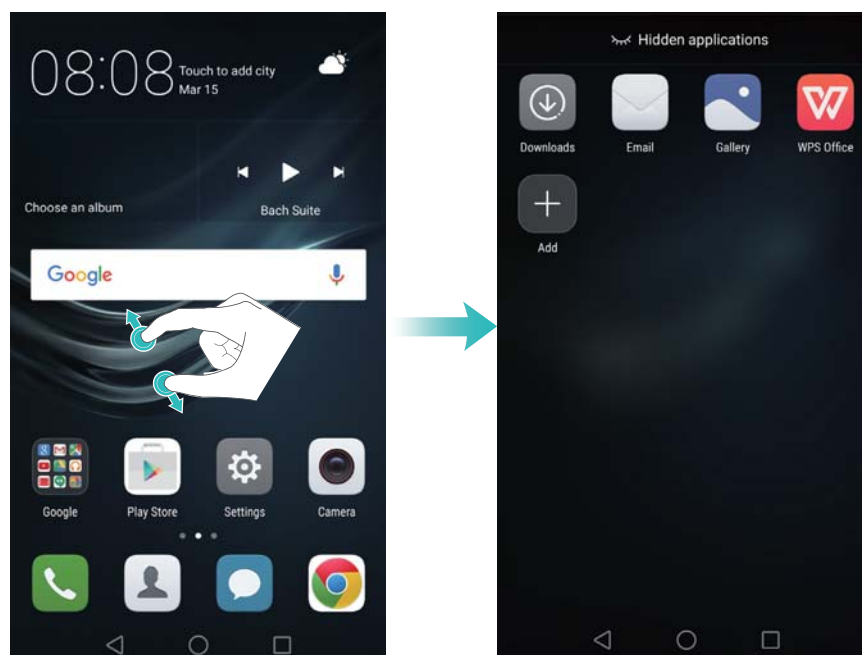 08:08
Touch to add city
Mar 15
Choose an album
Bach Suite
Google
Google
Play Store
Settings
Camera
Hidden applications
Downloads
Email
Gallery
WPS Office
Add